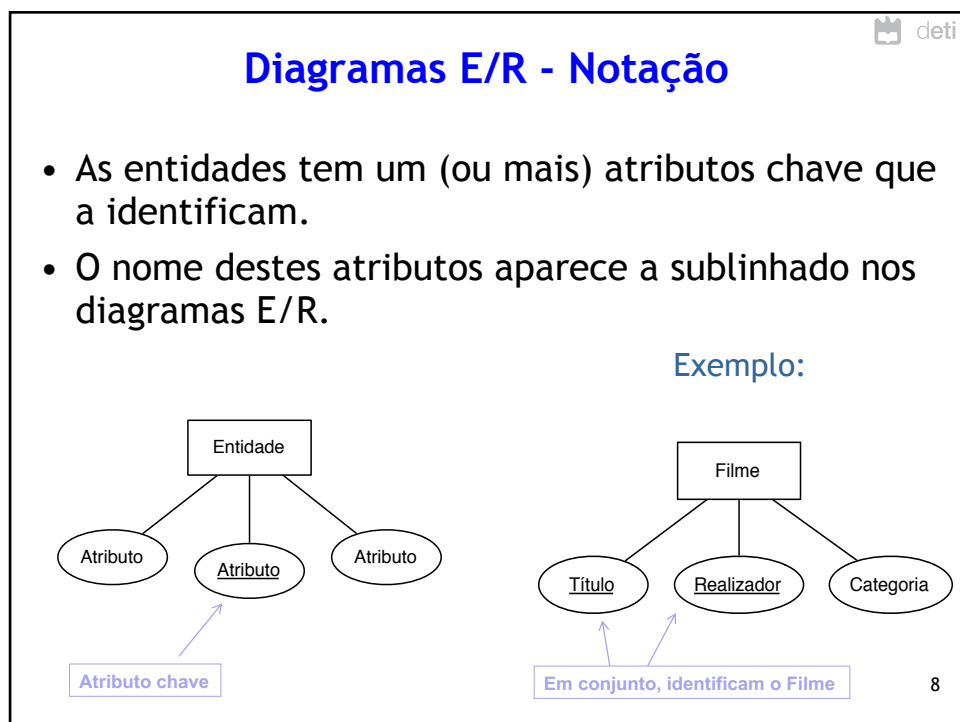 deti
Diagramas E/R - Notação
• As entidades tem um (ou mais) atributos chave que
a identificam.
• O nome destes atributos aparece a sublinhado nos
diagramas E/R.
Exemplo:
Entidade
Atributo
Atributo
Atributo
Atributo chave
Filme
Título
Realizador
Categoria
Em conjunto, identificam o Filme
8